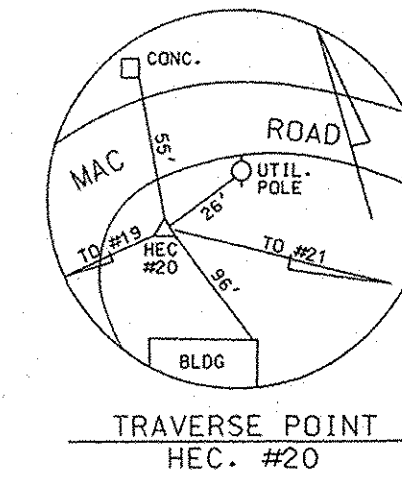 CONC.
55'
MAC
ROAD
UTIL.
POLE
26'
TO #19
HEC
#20
TO #21
96'
BLDG
TRAVERSE POINT
HEC. #20